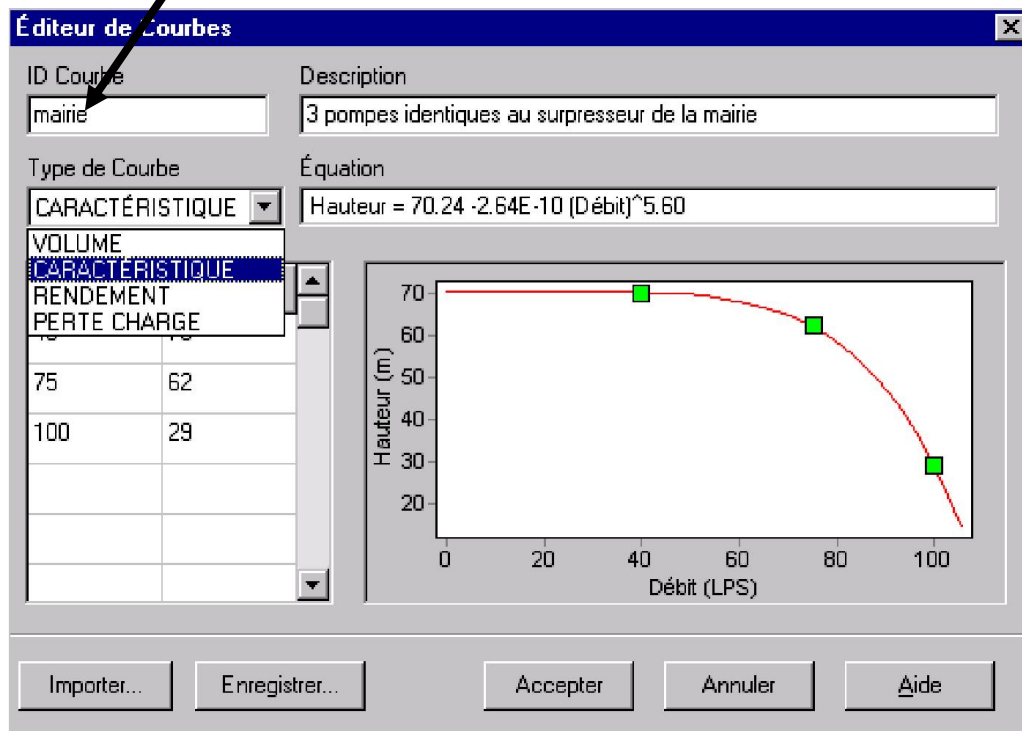 Éditeur de Courbes
ID Courbe Description
mairie 3 pompes identiques au surpresseur de la mairie
Type de Courbe Équation
CARACTÉRISTIQUE Hauteur = 70.24 -2.64E-10 (Débit)^5.60
VOLUME
CARACTÉRISTIQUE
RENDEMENT
PERTE CHARGE
75 62
100 29
70
60
50
40
30
20
Hauteur (m)
0 20 40 60 80 100
Débit (LPS)
Importer... Enregistrer... Accepter Annuler Aide